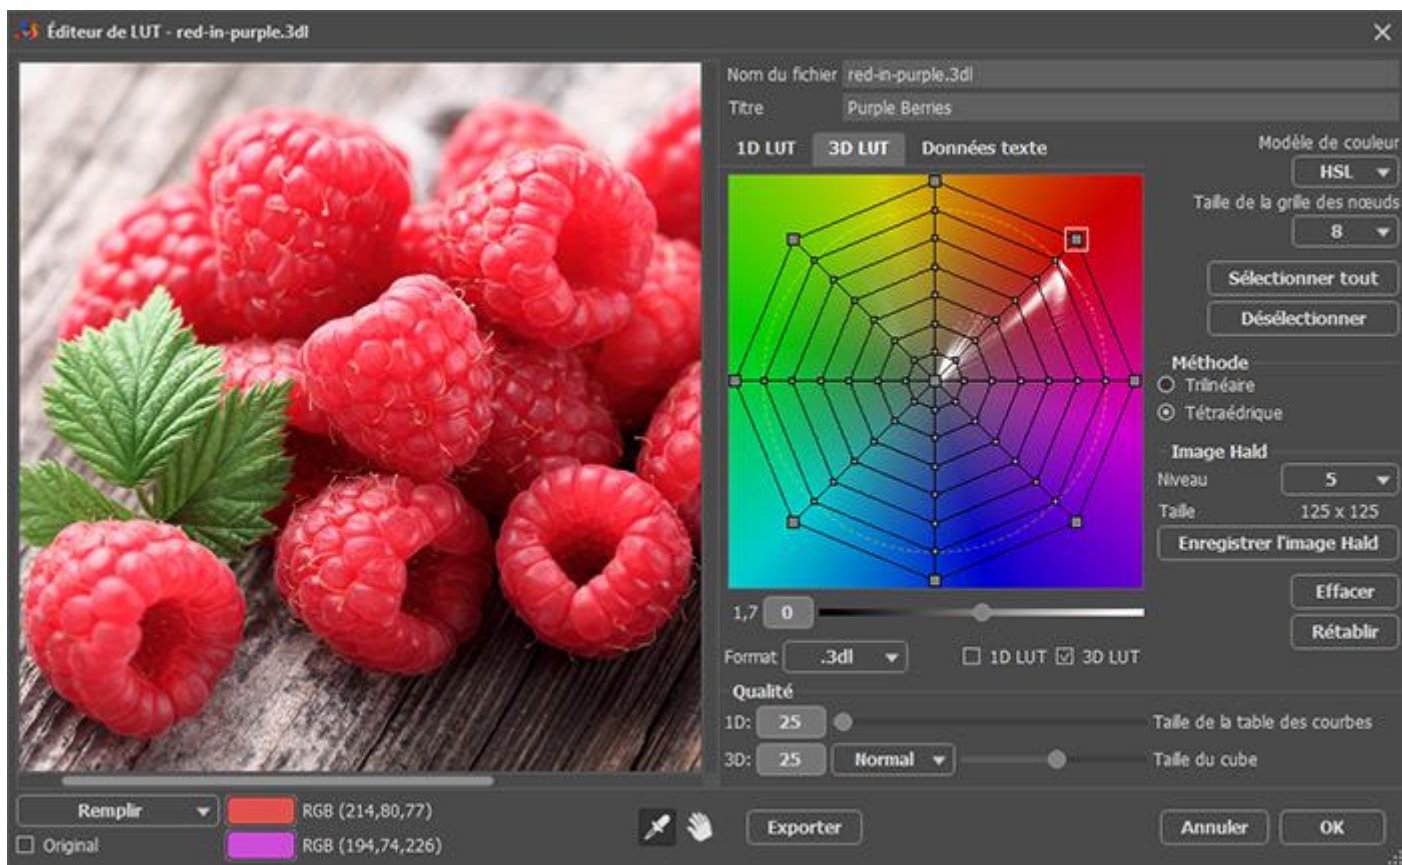 Éditeur de LUT - red-in-purple.3dl
Nom du fichier red-in-purple.3dl
Titre Purple Berries
1D LUT 3D LUT Données texte
Modèle de couleur
HSL
Taille de la grille des nœuds
8
Sélectionner tout
Désélectionner
Méthode
Trilinéaire
Tétraédrique
Image Hald
Niveau 5
Taille 125 x 125
Enregistrer l'image Hald
Effacer
Rétablir
1,7 0
Format .3dl 1D LUT 3D LUT
Qualité
1D: 25 Taille de la table des courbes
3D: 25 Normal Taille du cube
Remplir RGB (214,80,77)
Original RGB (194,74,226)
Exporter Annuler OK